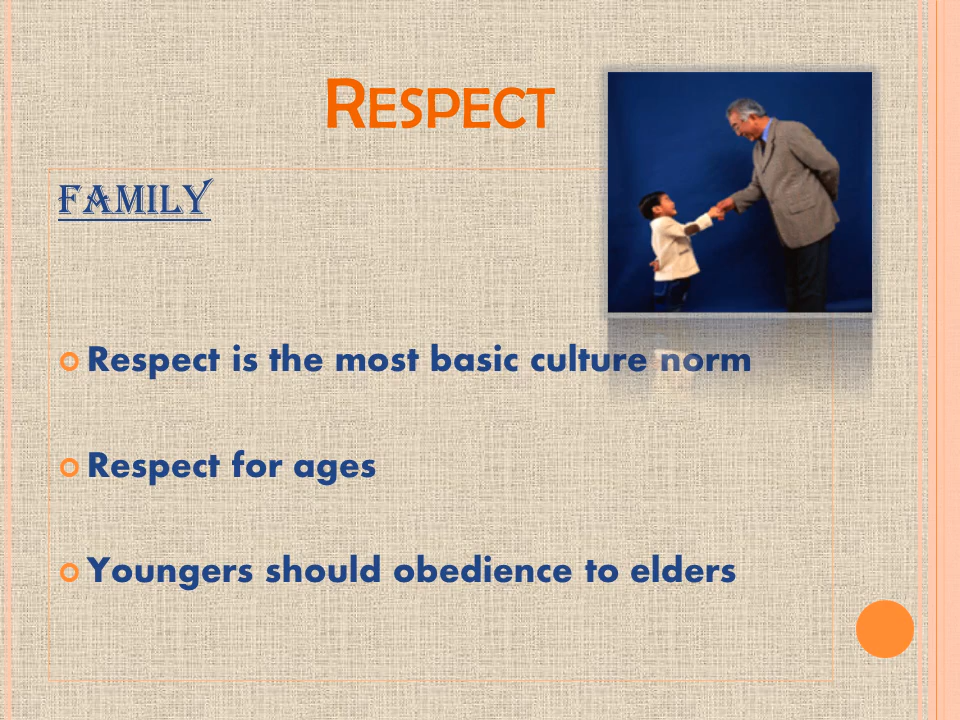 RESPECT
FAMILY
Respect is the most basic culture norm
Respect for ages
Youngers should obedience to elders